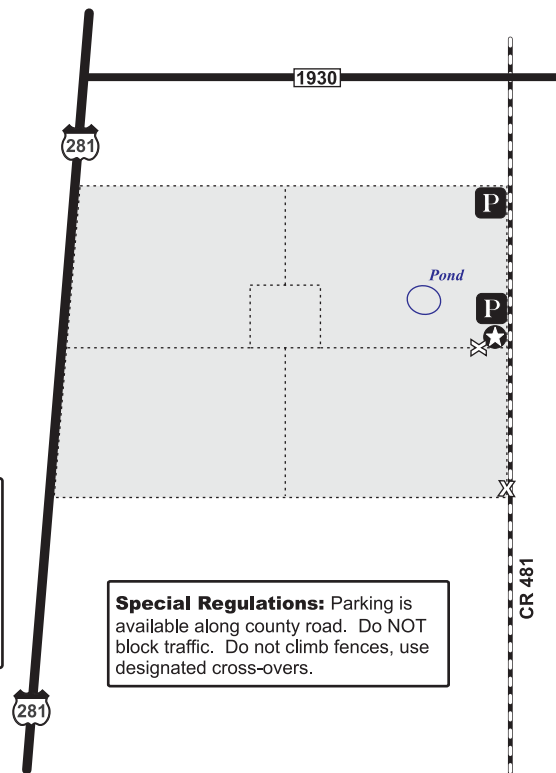 1930
281
P
Pond
P
CR 481
Special Regulations: Parking is
available along county road. Do NOT
block traffic. Do not climb fences, use
designated cross-overs.
281